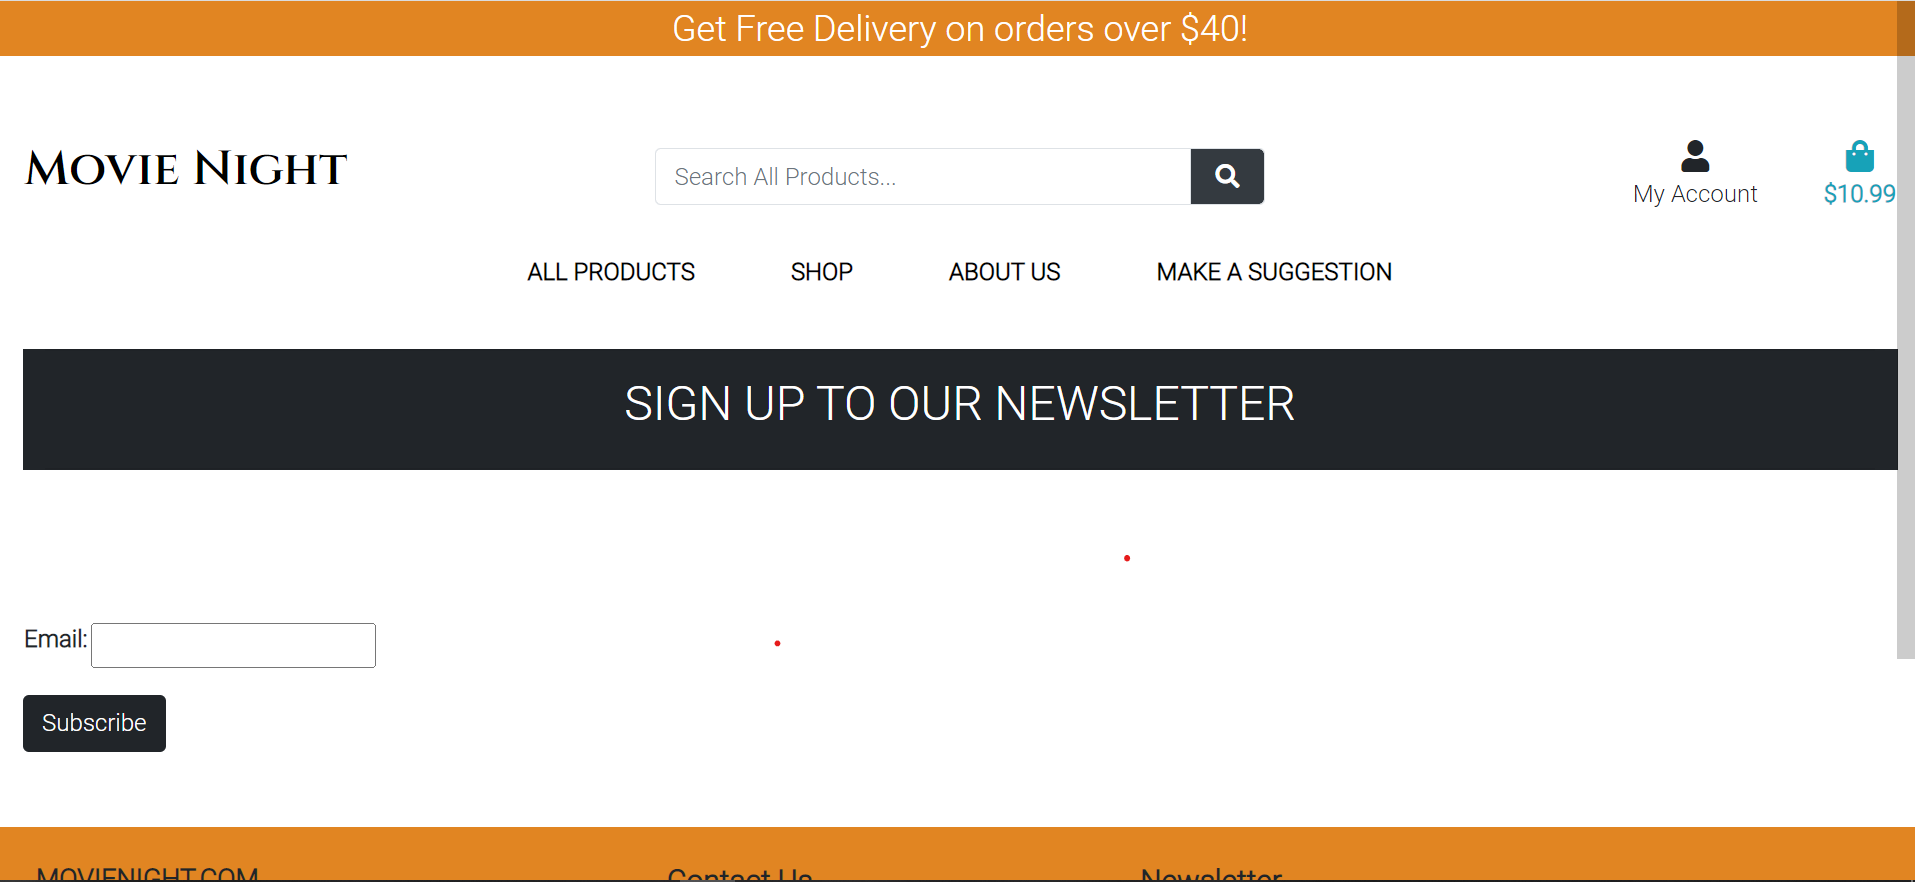 Get Free Delivery on orders over $40!
Movie Night
Search All Products...
My Account
$10.99
ALL PRODUCTS
SHOP
ABOUT US
MAKE A SUGGESTION
SIGN UP TO OUR NEWSLETTER
Email:
Subscribe
MOVIENIGHT.COM
Contact Us
Newsletter